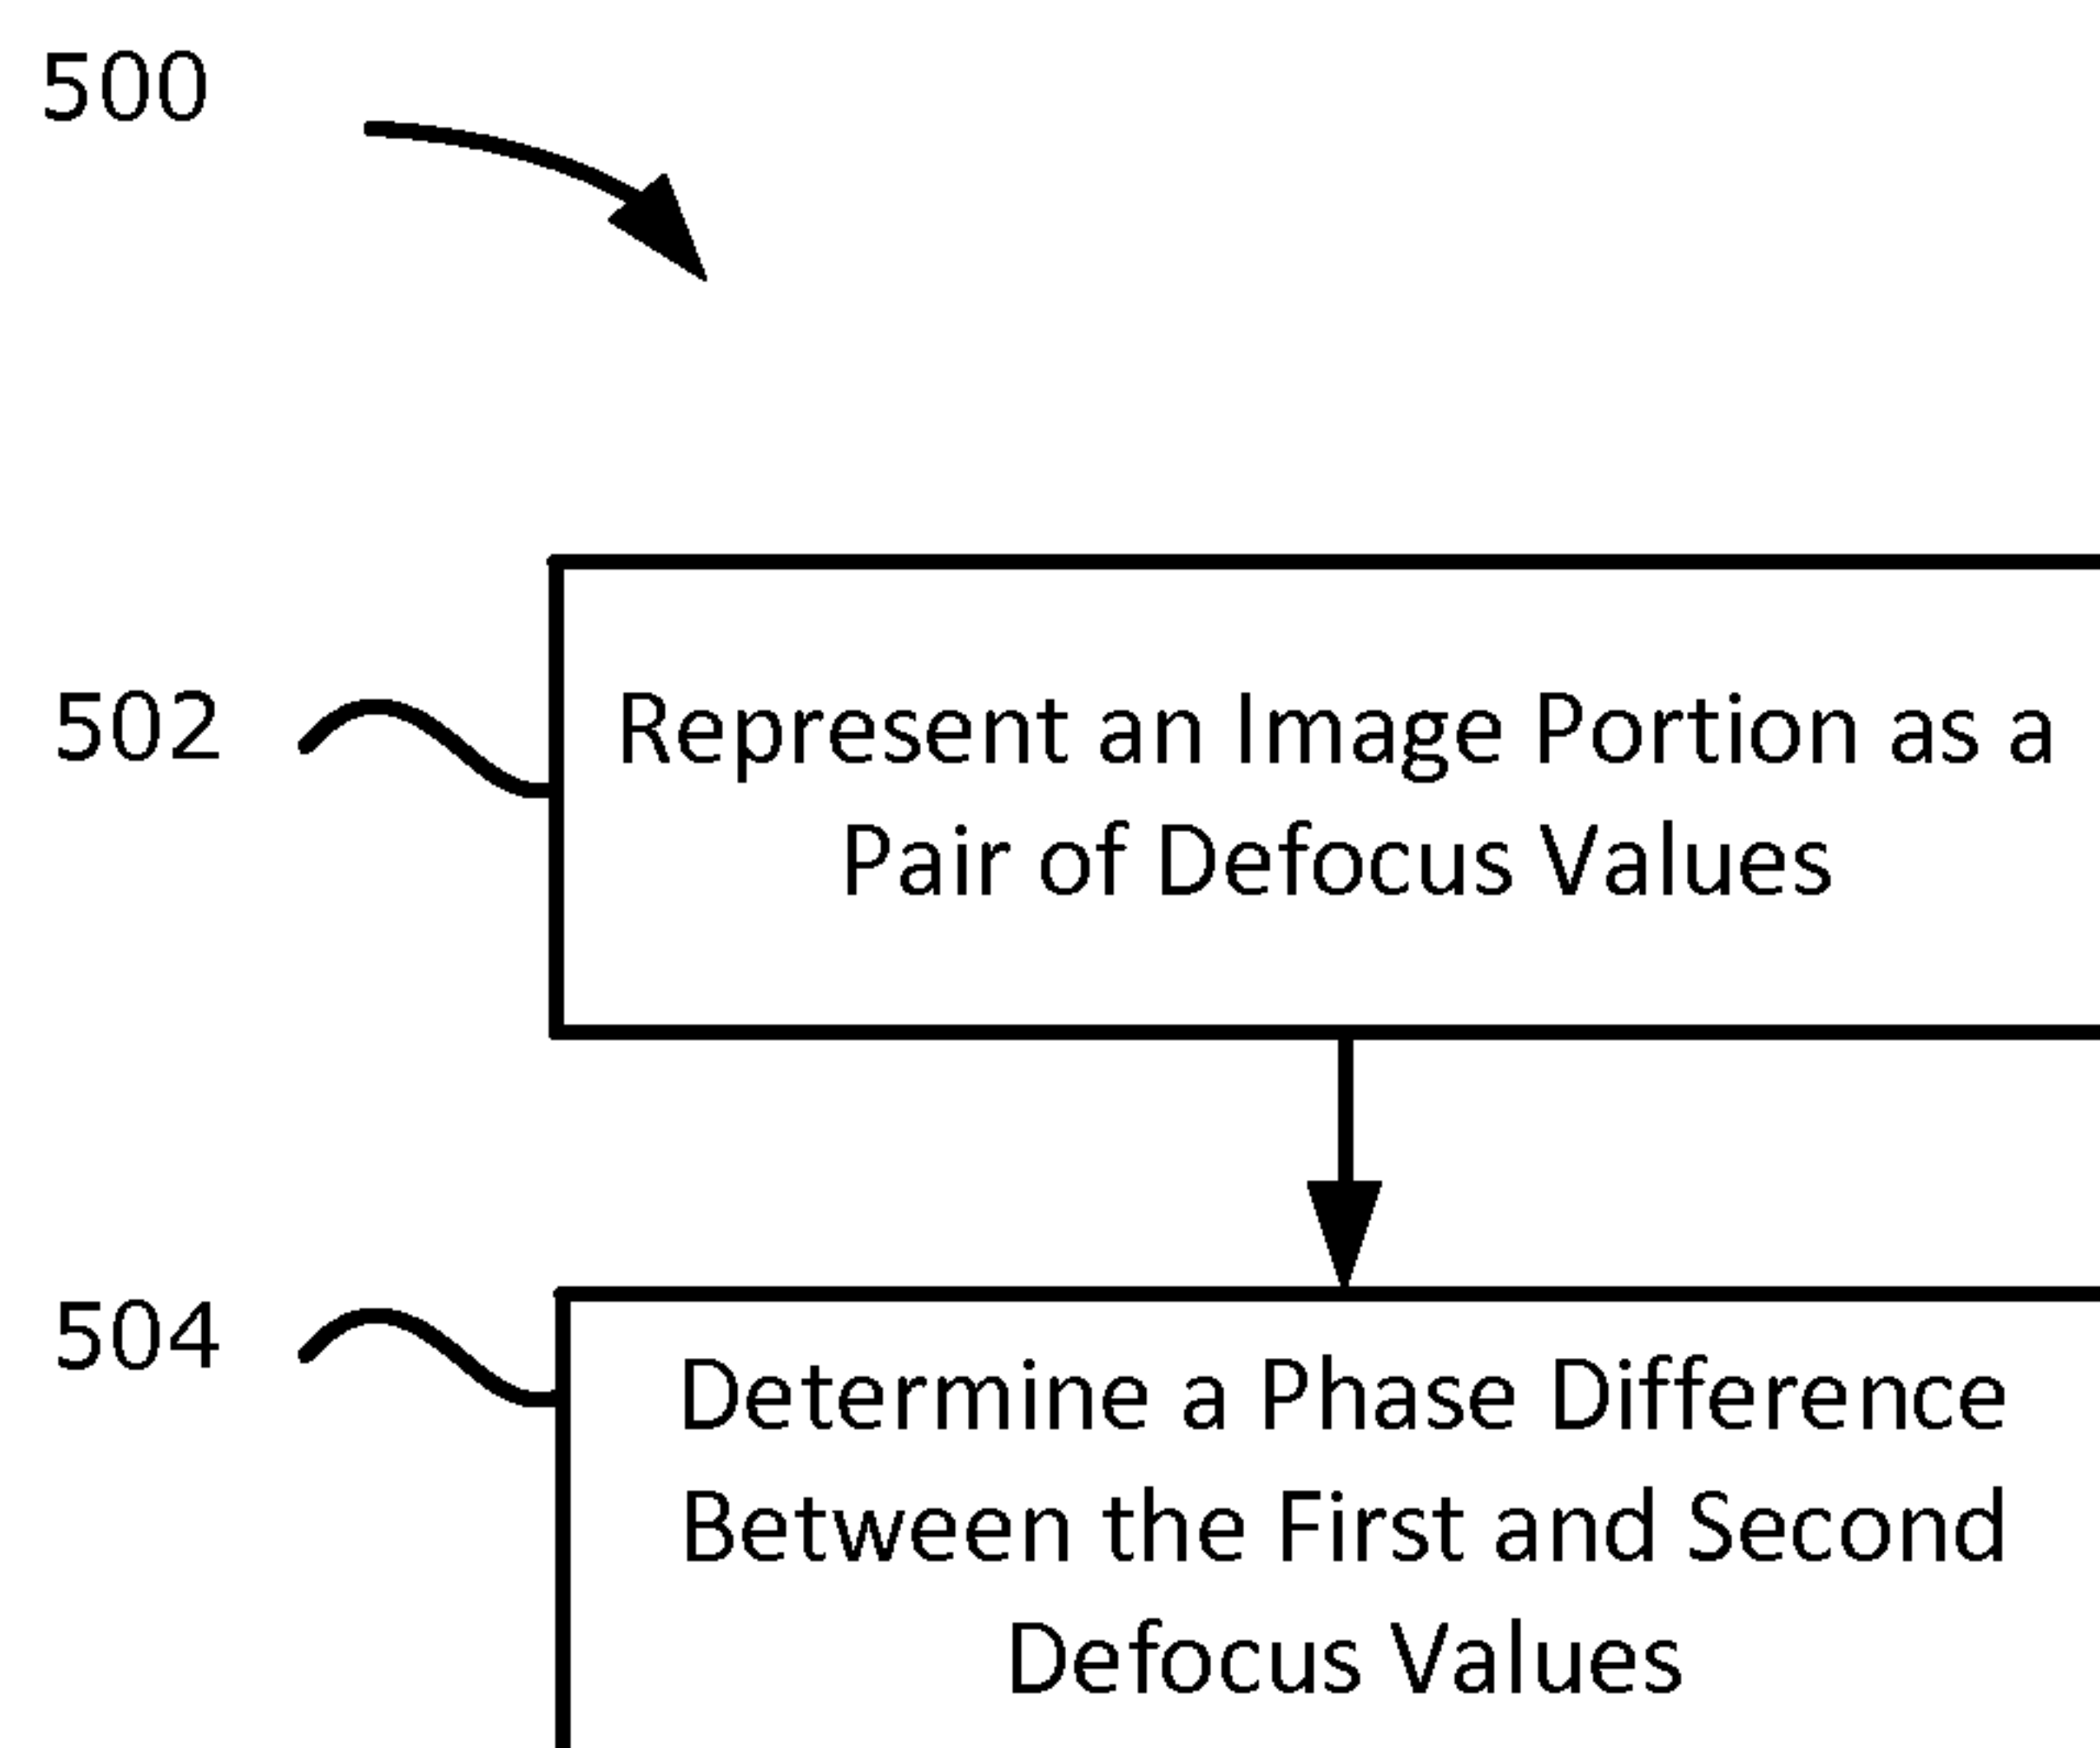 500
502
Represent an Image Portion as a
Pair of Defocus Values
504
Determine a Phase Difference
Between the First and Second
Defocus Values